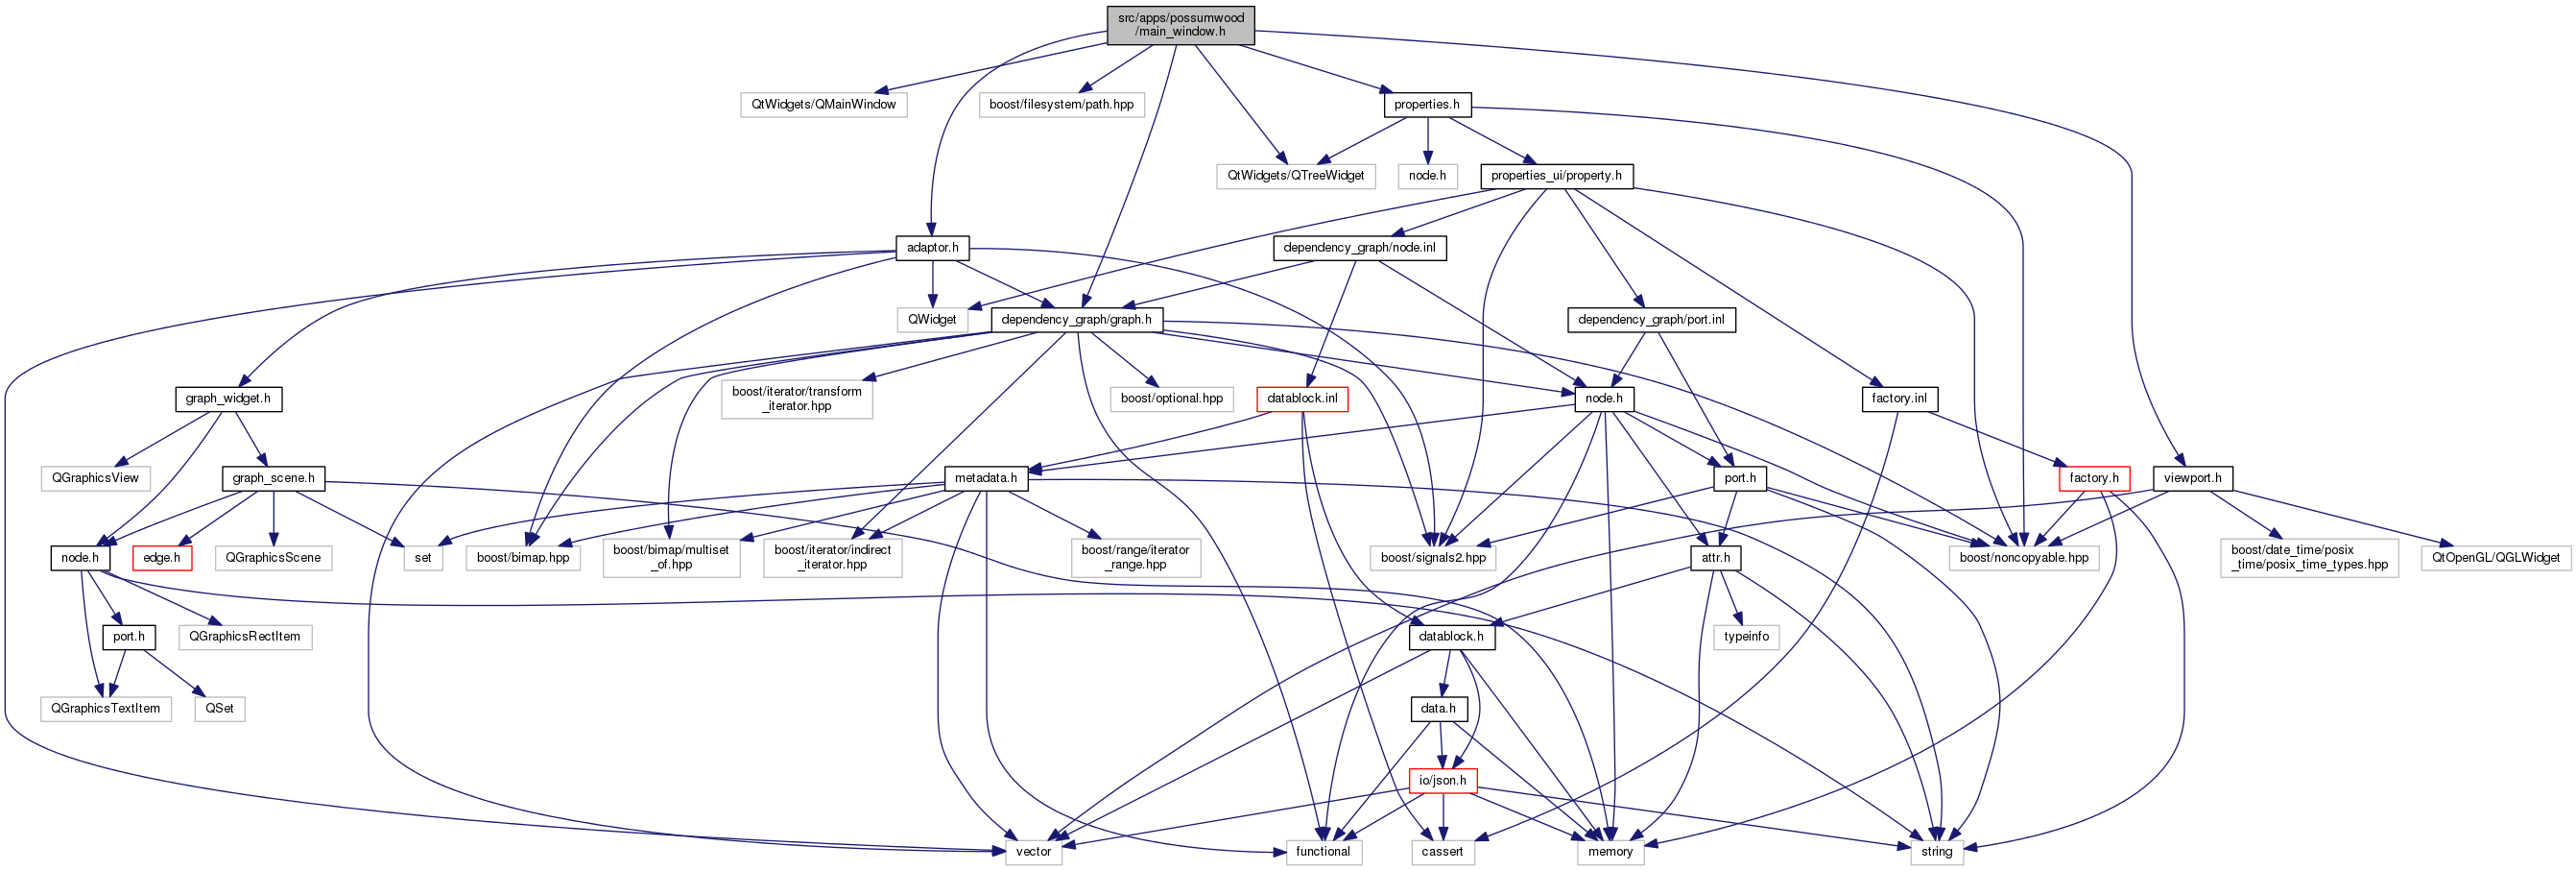 src/apps/possumwood
/main_window.h
QtWidgets/QMainWindow
boost/filesystem/path.hpp
properties.h
QtWidgets/QTreeWidget
node.h
properties_ui/property.h
adaptor.h
dependency_graph/node.inl
QWidget
dependency_graph/graph.h
dependency_graph/port.inl
graph_widget.h
boost/iterator/transform
_iterator.hpp
boost/optional.hpp
datablock.inl
node.h
factory.inl
QGraphicsView
graph_scene.h
metadata.h
port.h
factory.h
viewport.h
node.h
edge.h
QGraphicsScene
set
boost/bimap.hpp
boost/bimap/multiset
_of.hpp
boost/iterator/indirect
_iterator.hpp
boost/range/iterator
_range.hpp
boost/signals2.hpp
attr.h
boost/noncopyable.hpp
boost/date_time/posix
_time/posix_time_types.hpp
QtOpenGL/QGLWidget
port.h
QGraphicsRectItem
datablock.h
typeinfo
QGraphicsTextItem
QSet
data.h
io/json.h
vector
functional
cassert
memory
string